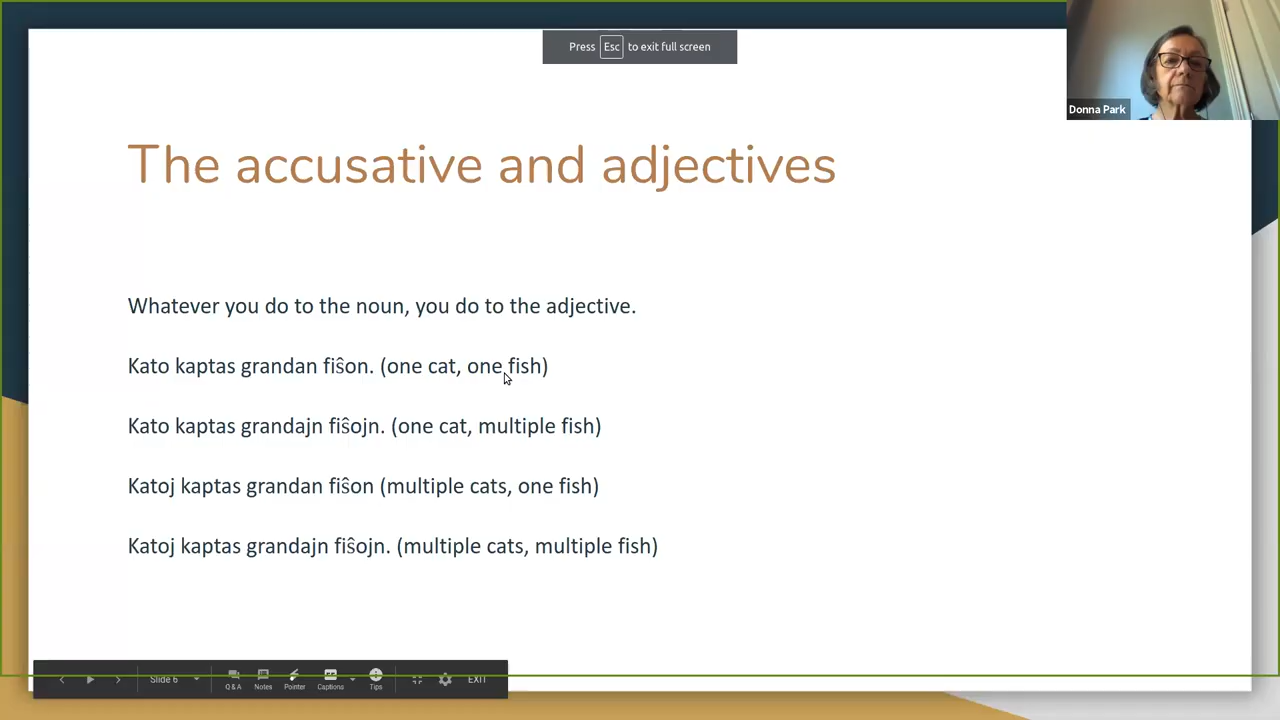 Press Esc to exit full screen
Donna Park
The accusative and adjectives
Whatever you do to the noun, you do to the adjective.
Kato kaptas grandan fiŝon. (one cat, one fish)
Kato kaptas grandajn fiŝojn. (one cat, multiple fish)
Katoj kaptas grandan fiŝon (multiple cats, one fish)
Katoj kaptas grandajn fiŝojn. (multiple cats, multiple fish)
Slide 6
Q & A Notes Pointer Captions Tips EXIT